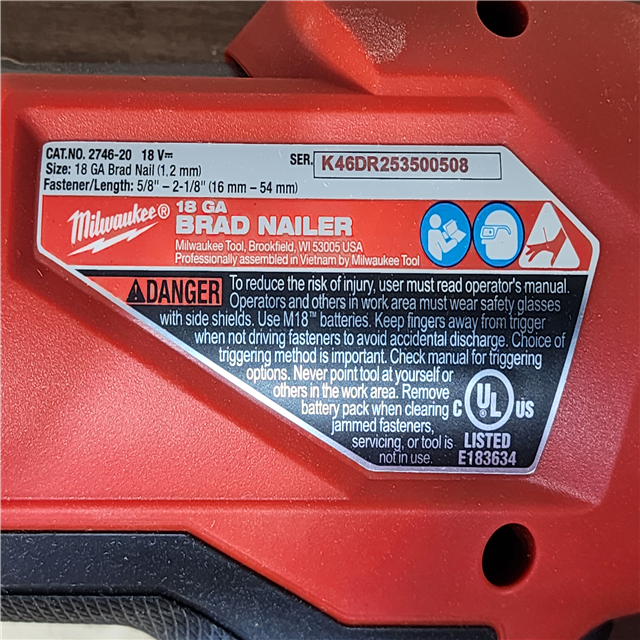 CAT.NO. 2746-20 18 V⎓
Size: 18 GA Brad Nail (1,2 mm)
Fastener/Length: 5/8" – 2-1/8" (16 mm – 54 mm)
SER. K46DR253500508
Milwaukee®
18 GA
BRAD NAILER
Milwaukee Tool, Brookfield, WI 53005 USA
Professionally assembled in Vietnam by Milwaukee Tool
DANGER
To reduce the risk of injury, user must read operator's manual.
Operators and others in work area must wear safety glasses
with side shields. Use M18™ batteries. Keep fingers away from trigger
when not driving fasteners to avoid accidental discharge. Choice of
triggering method is important. Check manual for triggering
options. Never point tool at yourself or
others in the work area. Remove
battery pack when clearing
jammed fasteners,
servicing, or tool is
not in use.
C UL US
®
LISTED
E183634